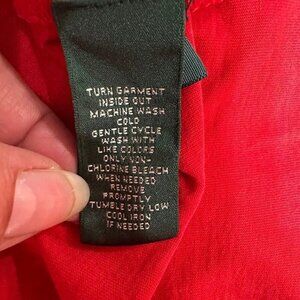 TURN GARMENT
INSIDE OUT
MACHINE WASH
COLD
GENTLE CYCLE
WASH WITH
LIKE COLORS
ONLY NON-
CHLORINE BLEACH
WHEN NEEDED
REMOVE
PROMPTLY
TUMBLE DRY LOW
COOL IRON
IF NEEDED